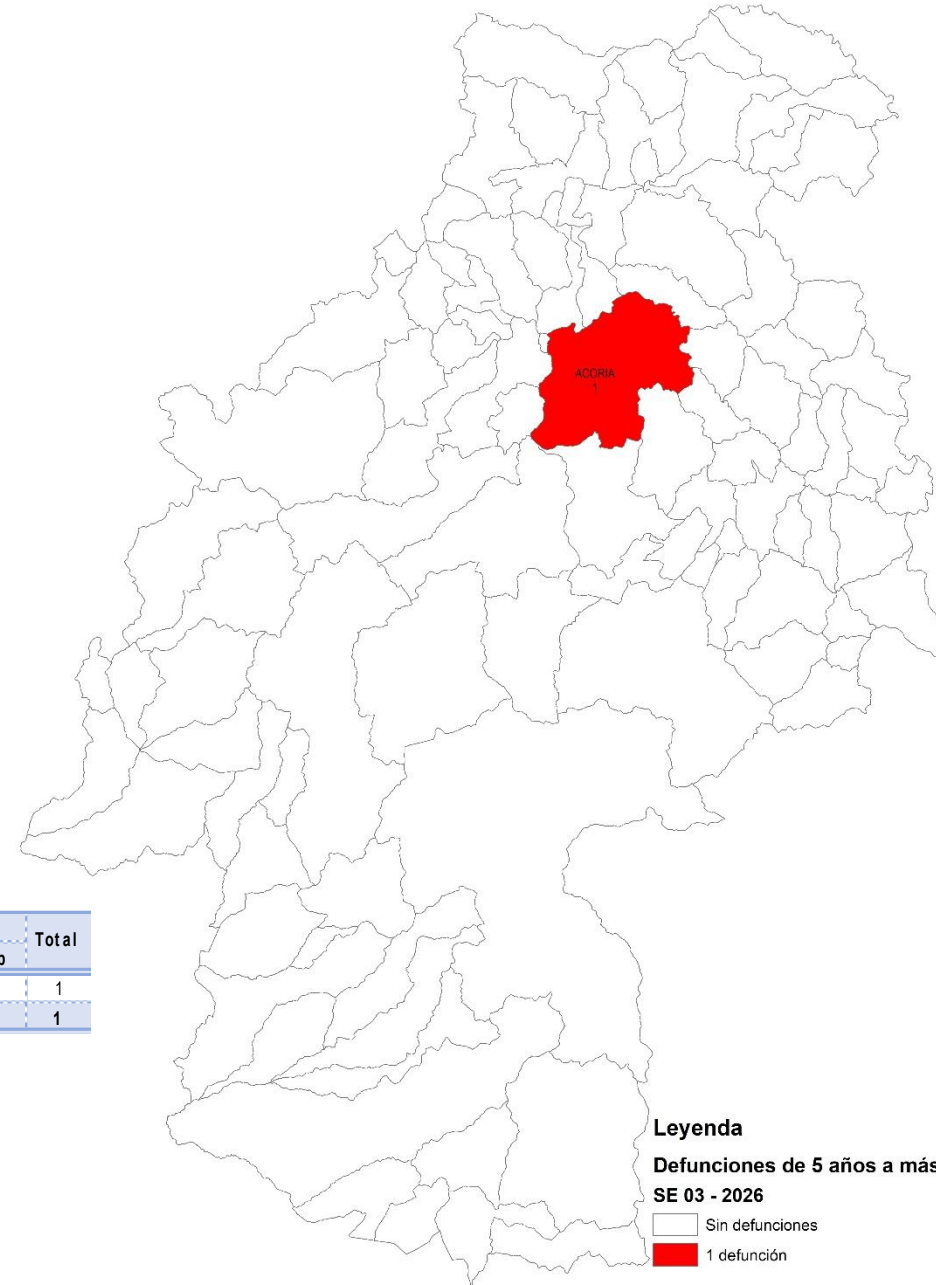 ACORIA
1
Total
1
1
Leyenda
Defunciones de 5 años a más
SE 03 - 2026
Sin defunciones
1 defunción